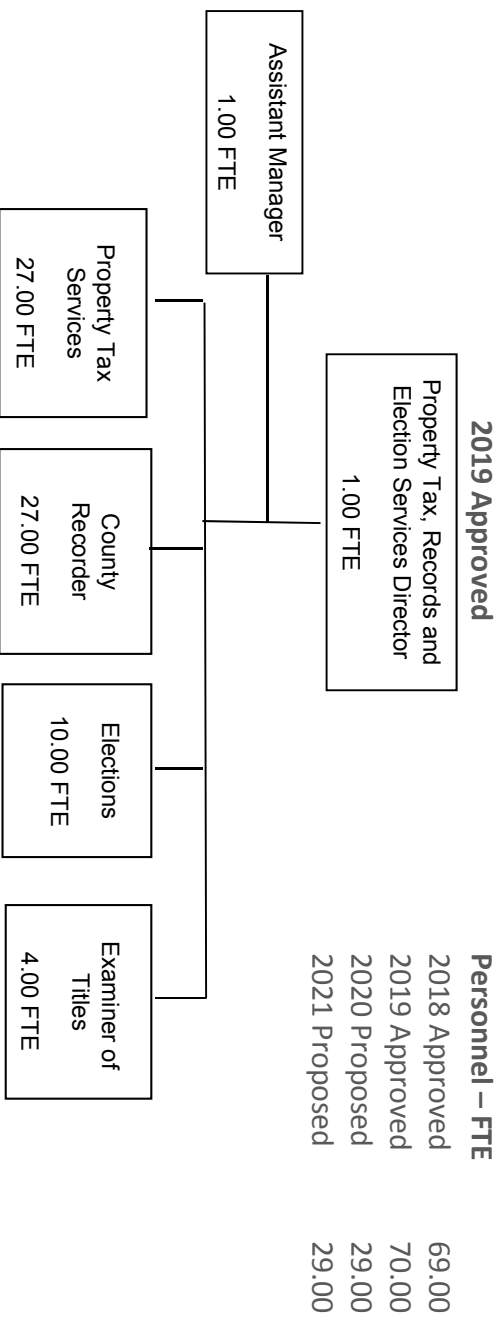 2019 Approved
Personnel – FTE
2018 Approved 69.00
2019 Approved 70.00
2020 Proposed 29.00
2021 Proposed 29.00
Property Tax, Records and
Election Services Director
1.00 FTE
Assistant Manager
1.00 FTE
Property Tax
Services
27.00 FTE
County
Recorder
27.00 FTE
Elections
10.00 FTE
Examiner of
Titles
4.00 FTE